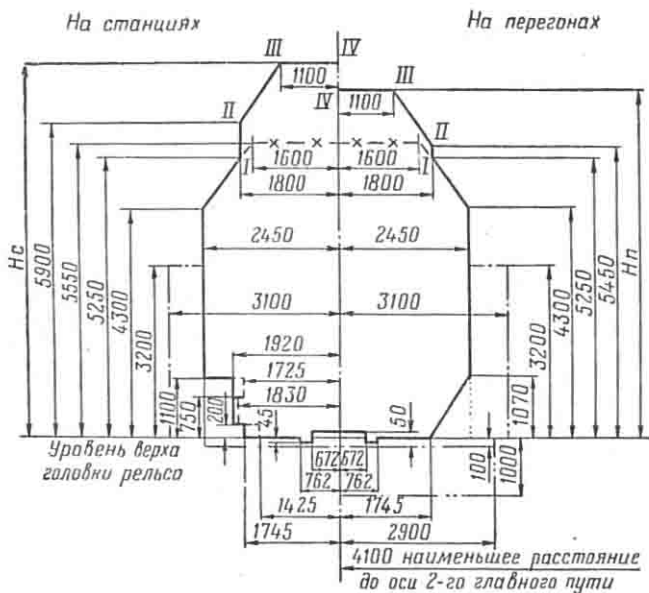 На станциях
На перегонах
III IV
III
1100
IV 1100
II
II
I 1600 1600 I
1800 1800
2450 2450
3100 3100
1920
1725
1830
Нс
5900
5550
5250
4300
3200
1100
750
200
45
50
3200
4300
5250
5450
Нп
1070
100
1000
Уровень верха
головки рельса
672 672
762 762
1425 1745
1745 2900
4100 наименьшее расстояние
до оси 2-го главного пути